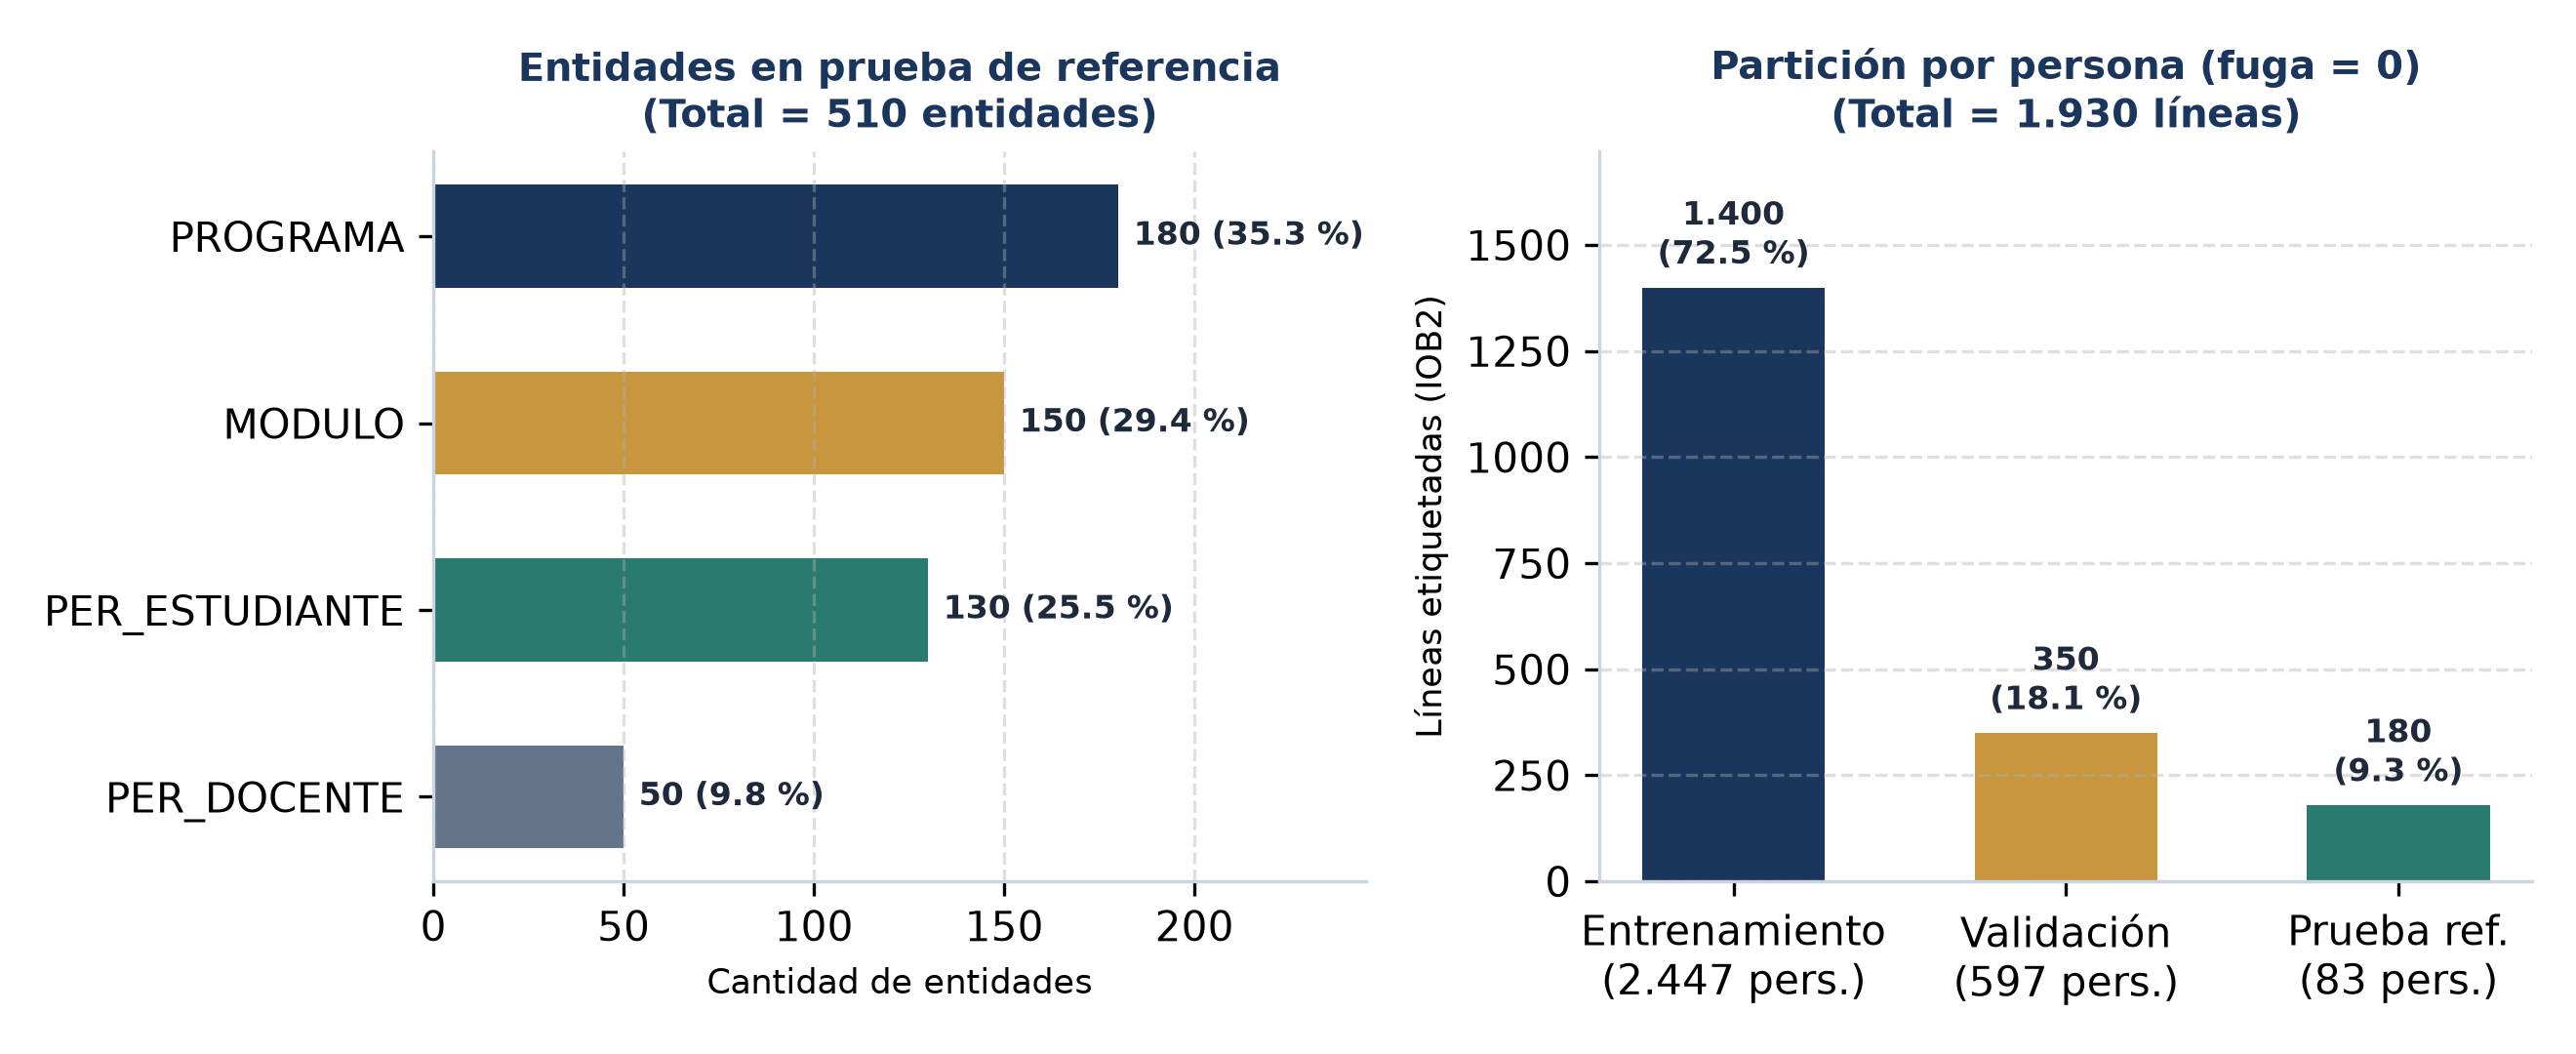 Entidades en prueba de referencia
(Total = 510 entidades)
PROGRAMA
180 (35.3 %)
MODULO
150 (29.4 %)
PER_ESTUDIANTE
130 (25.5 %)
PER_DOCENTE
50 (9.8 %)
0
50
100
150
200
Cantidad de entidades
Partición por persona (fuga = 0)
(Total = 1.930 líneas)
Líneas etiquetadas (IOB2)
1500
1250
1000
750
500
250
0
1.400
(72.5 %)
350
(18.1 %)
180
(9.3 %)
Entrenamiento
(2.447 pers.)
Validación
(597 pers.)
Prueba ref.
(83 pers.)